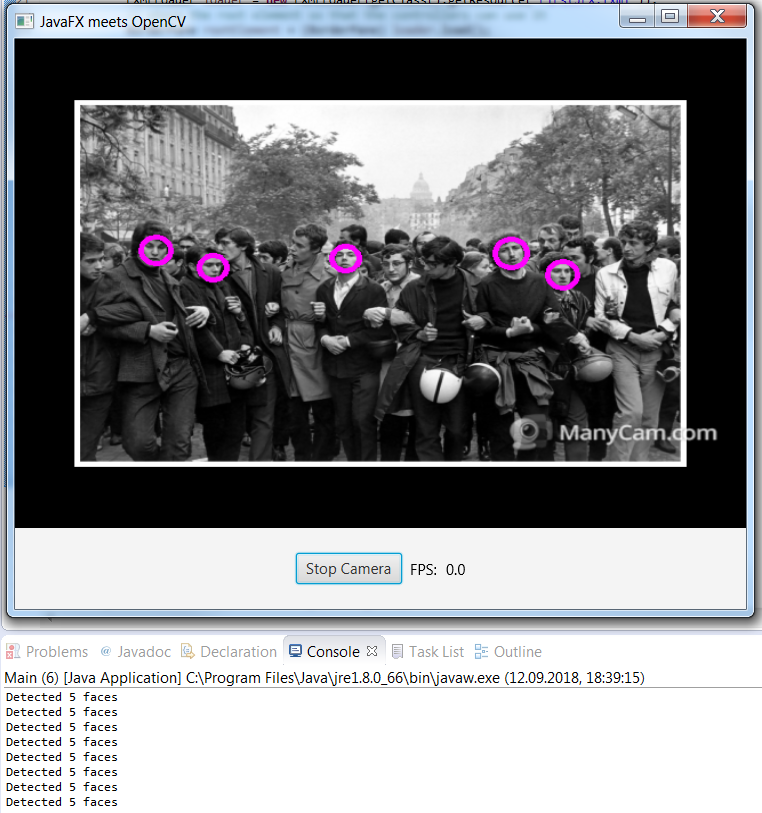 JavaFX meets OpenCV
ManyCam.com
Stop Camera FPS: 0.0
Problems @ Javadoc Declaration Console Task List Outline
Main (6) [Java Application] C:\Program Files\Java\jre1.8.0_66\bin\javaw.exe (12.09.2018, 18:39:15)
Detected 5 faces
Detected 5 faces
Detected 5 faces
Detected 5 faces
Detected 5 faces
Detected 5 faces
Detected 5 faces
Detected 5 faces